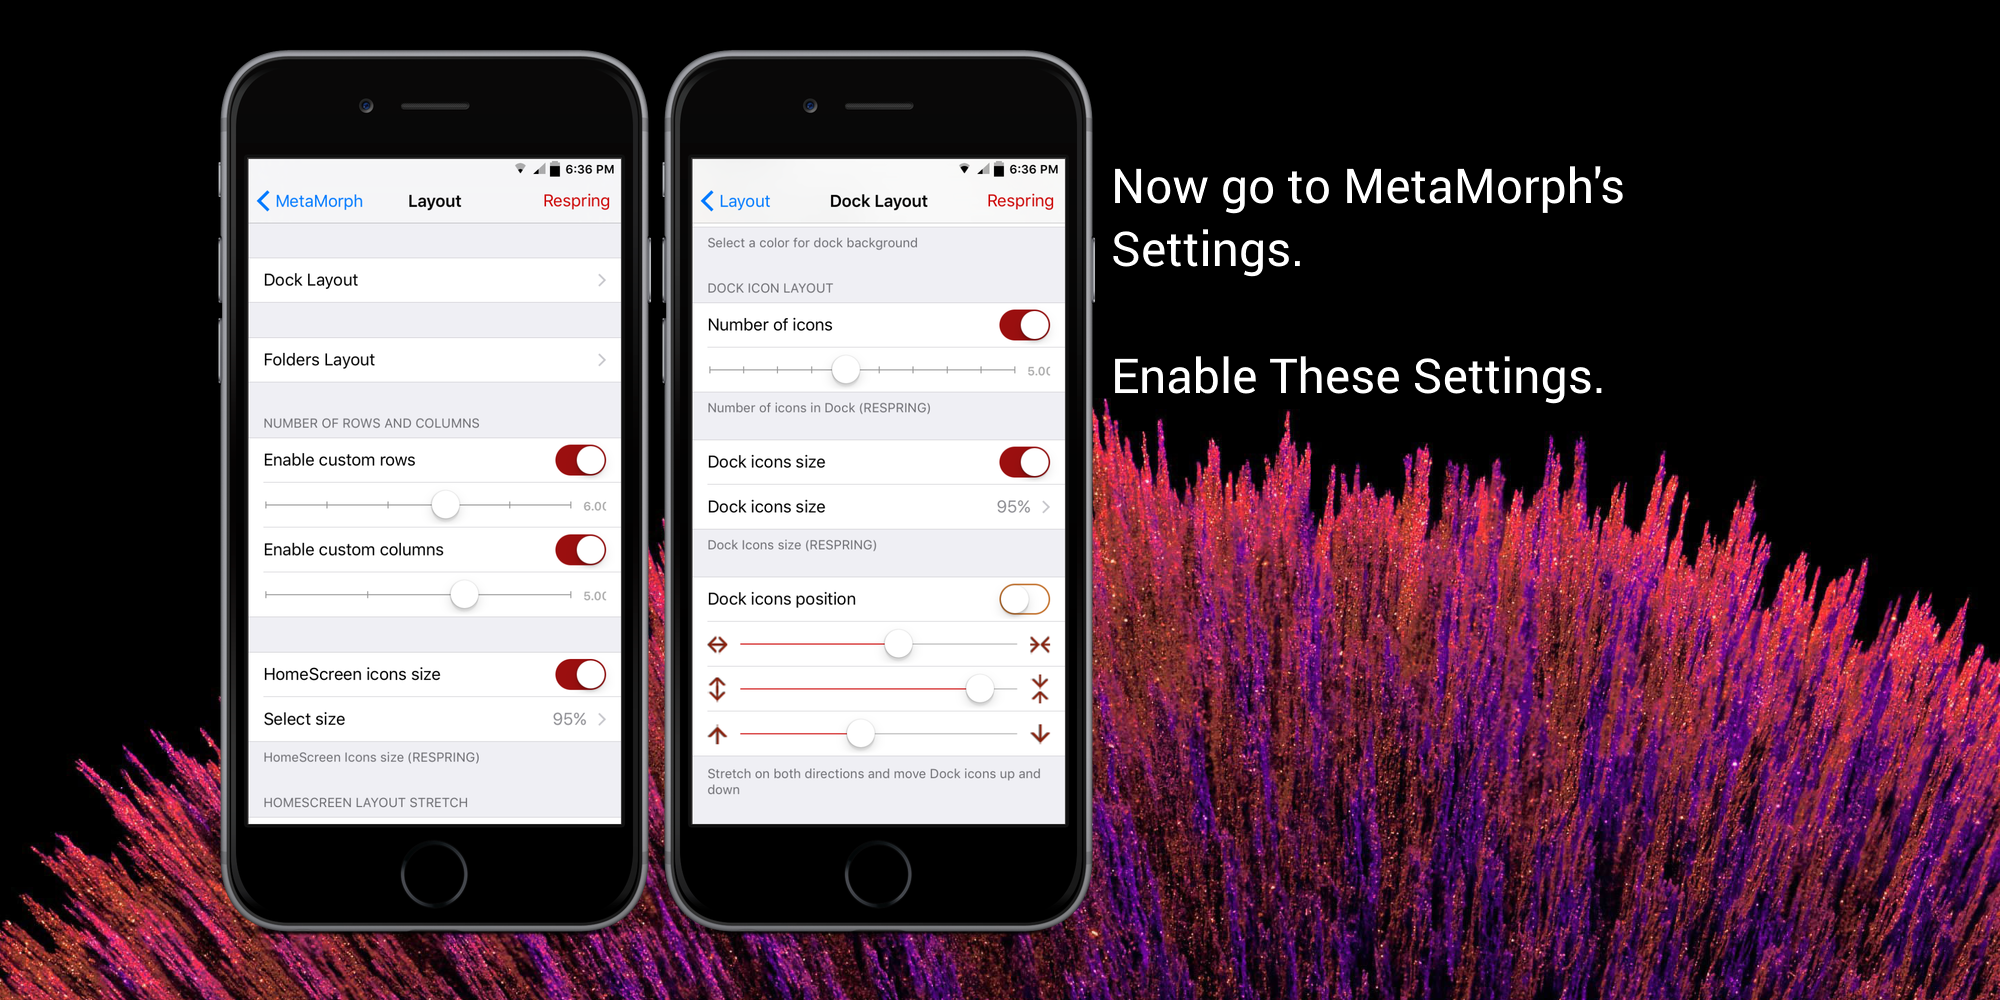 6:36 PM
MetaMorph Layout Respring
Dock Layout
Folders Layout
NUMBER OF ROWS AND COLUMNS
Enable custom rows
6.0
Enable custom columns
5.0
HomeScreen icons size
Select size 95%
HomeScreen Icons size (RESPRING)
HOMESCREEN LAYOUT STRETCH
6:36 PM
Layout Dock Layout Respring
Select a color for dock background
DOCK ICON LAYOUT
Number of icons
5.0
Number of icons in Dock (RESPRING)
Dock icons size
Dock icons size 95%
Dock Icons size (RESPRING)
Dock icons position
Stretch on both directions and move Dock icons up and
down
Now go to MetaMorph's
Settings.
Enable These Settings.